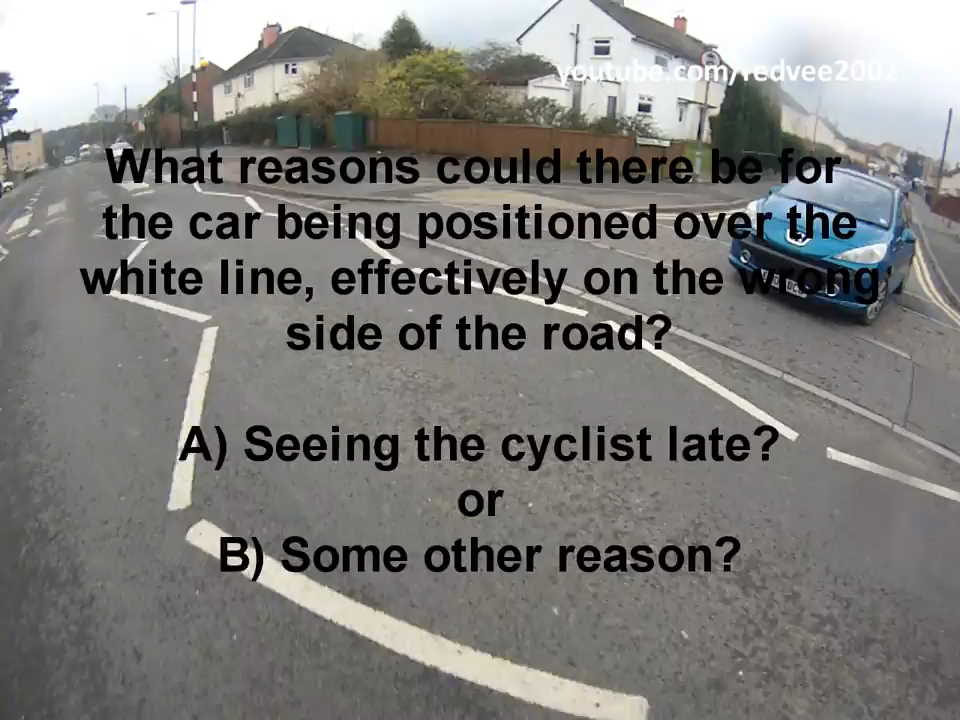 youtube.com/redvee2002
What reasons could there be for
the car being positioned over the
white line, effectively on the wrong
side of the road?
A) Seeing the cyclist late?
or
B) Some other reason?